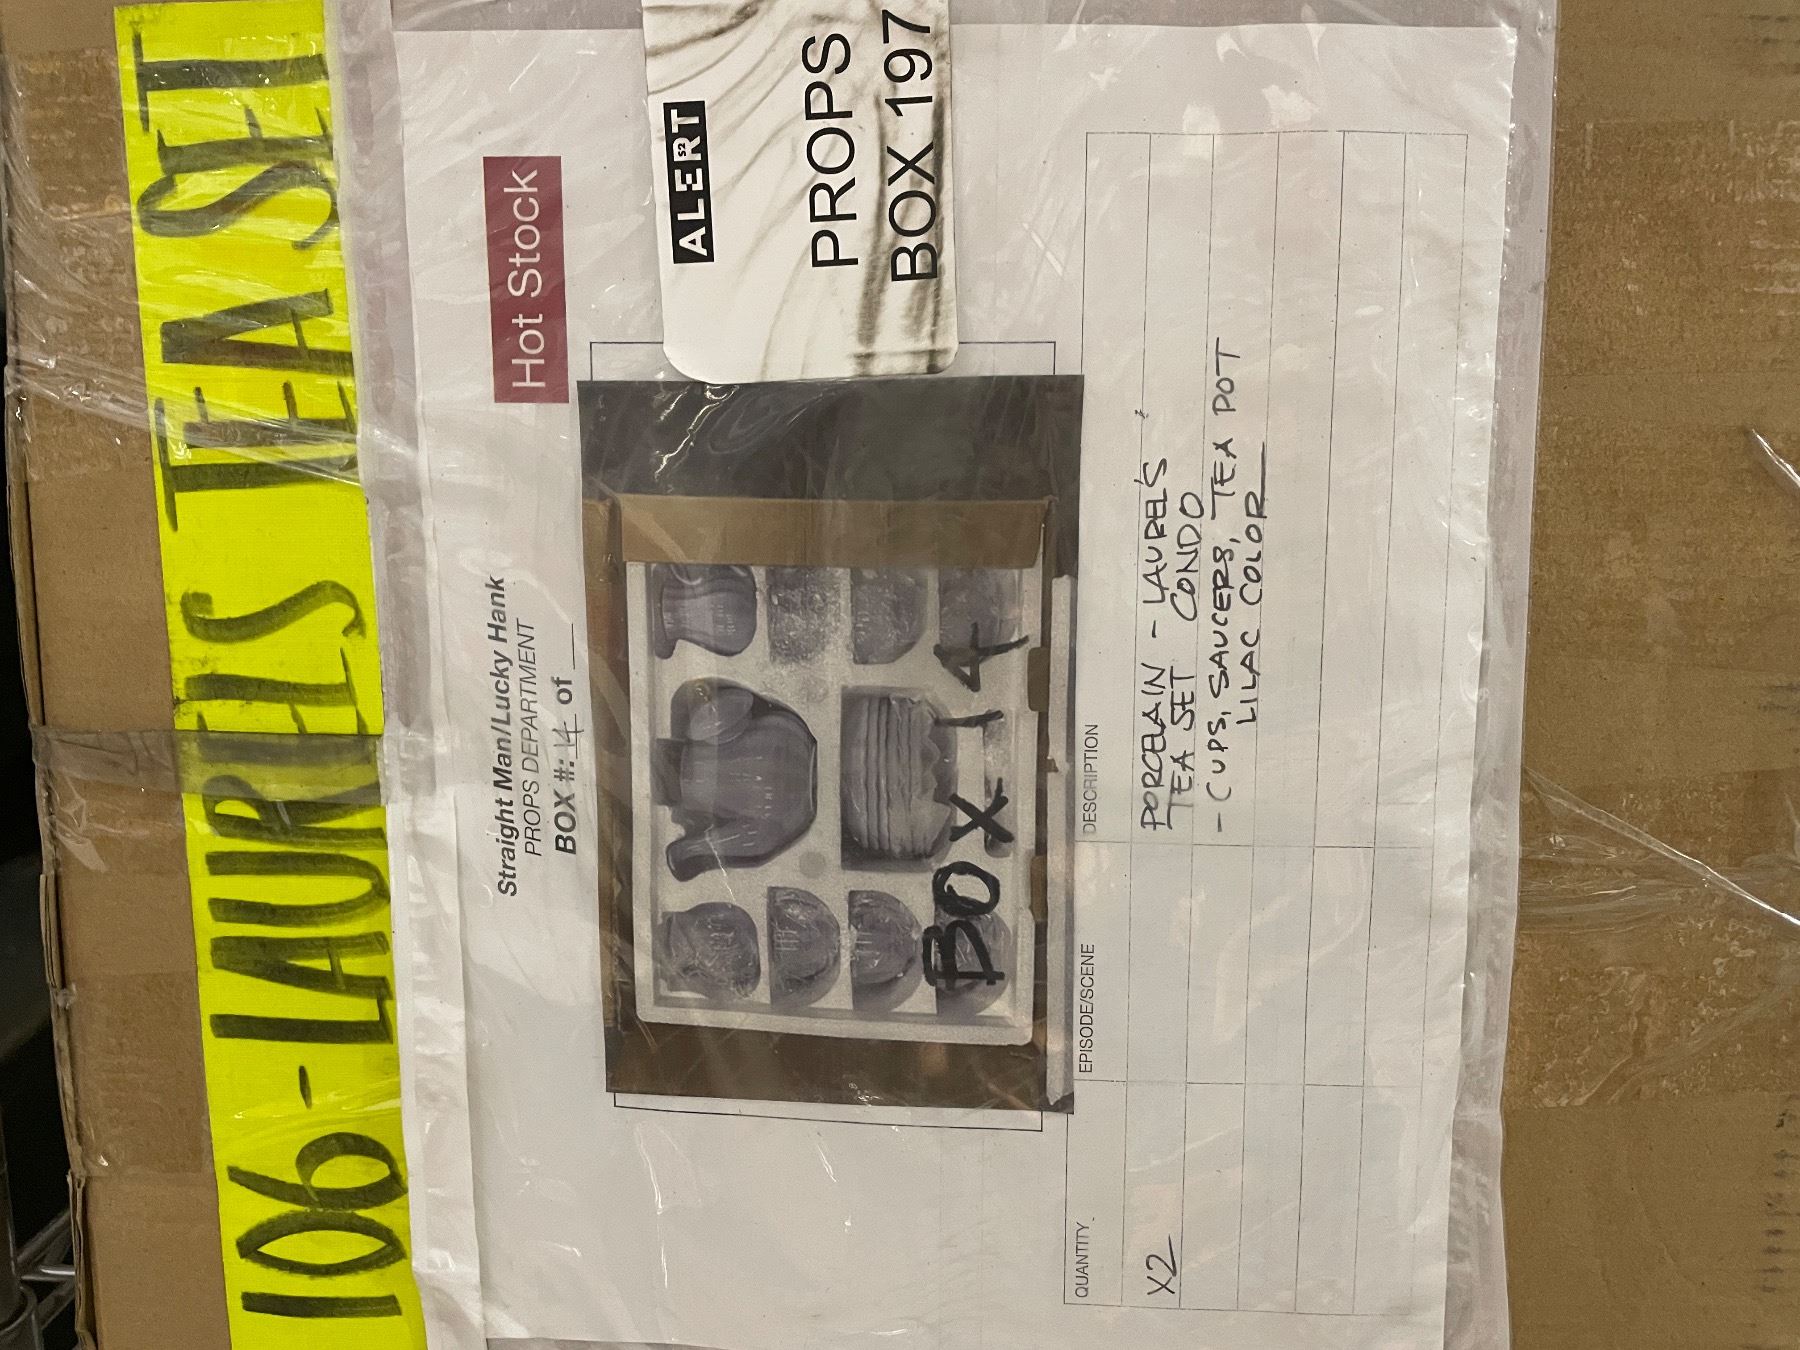 106-LAUREL'S TEA SET
Hot Stock
Straight Man/Lucky Hank
PROPS DEPARTMENT
BOX #: 14 of
ALERT S2
PROPS
BOX 197
BOX 14
QUANTITY EPISODE/SCENE DESCRIPTION
X2 PORCELAIN - LAUREL'S
TEA SET CONDO
- CUPS, SAUCERS, TEA POT
LILAC COLOR